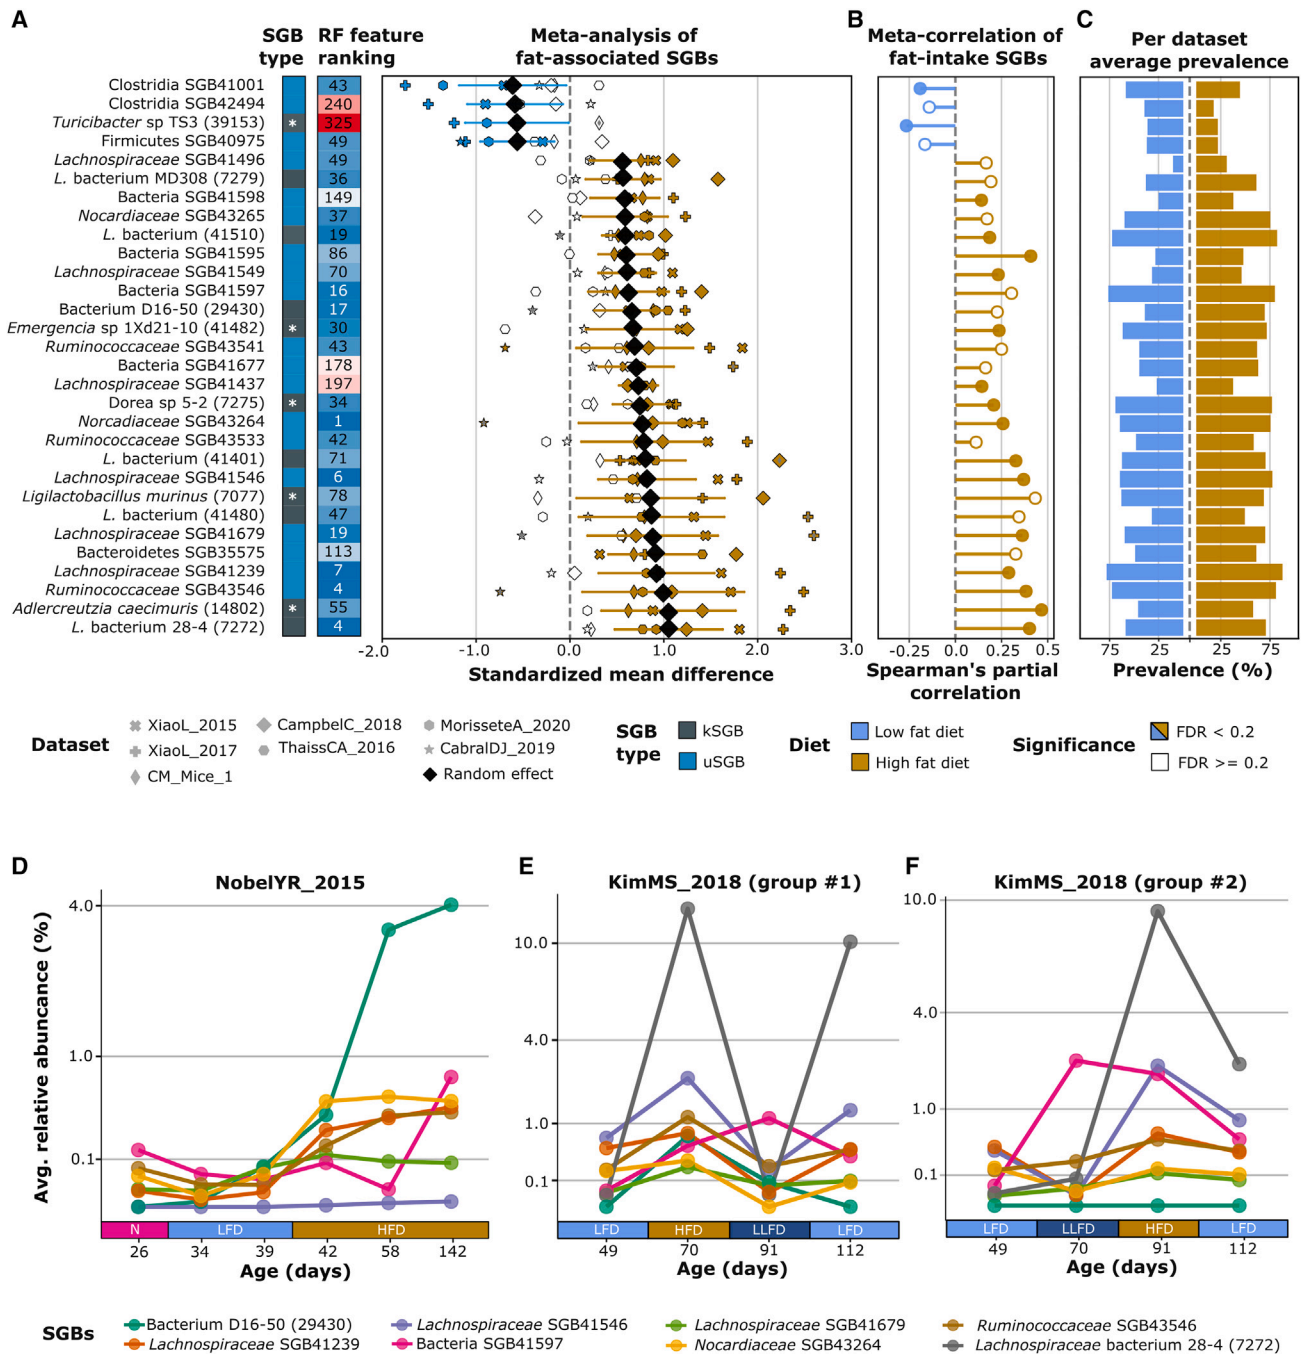 A
B
C
SGB type
RF feature ranking
Meta-analysis of fat-associated SGBs
Meta-correlation of fat-intake SGBs
Per dataset average prevalence
Clostridia SGB41001 43
Clostridia SGB42494 240
Turicibacter sp TS3 (39153) * 325
Firmicutes SGB40975 49
Lachnospiraceae SGB41496 49
L. bacterium MD308 (7279) 36
Bacteria SGB41598 149
Nocardiaceae SGB43265 37
L. bacterium (41510) 19
Bacteria SGB41595 86
Lachnospiraceae SGB41549 70
Bacteria SGB41597 16
Bacterium D16-50 (29430) 17
Emergencia sp 1Xd21-10 (41482) * 30
Ruminococcaceae SGB43541 43
Bacteria SGB41677 178
Lachnospiraceae SGB41437 197
Dorea sp 5-2 (7275) * 34
Norcadiaceae SGB43264 1
Ruminococcaceae SGB43533 42
L. bacterium (41401) 71
Lachnospiraceae SGB41546 6
Ligilactobacillus murinus (7077) * 78
L. bacterium (41480) 47
Lachnospiraceae SGB41679 19
Bacteroidetes SGB35575 113
Lachnospiraceae SGB41239 7
Ruminococcaceae SGB43546 4
Adlercreutzia caecimuris (14802) * 55
L. bacterium 28-4 (7272) 4
-2.0 -1.0 0.0 1.0 2.0 3.0
Standardized mean difference
-0.25 0.0 0.25 0.5
Spearman's partial correlation
75 25 25 75
Prevalence (%)
Dataset
XiaoL_2015
CampbelC_2018
MorisseteA_2020
XiaoL_2017
ThaissCA_2016
CabralDJ_2019
CM_Mice_1
Random effect
SGB type
kSGB
uSGB
Diet
Low fat diet
High fat diet
Significance
FDR < 0.2
FDR >= 0.2
D
NobelYR_2015
Avg. relative abuncance (%)
4.0
1.0
0.1
N LFD HFD
26 34 39 42 58 142
Age (days)
E
KimMS_2018 (group #1)
10.0
4.0
1.0
0.1
LFD HFD LLFD LFD
49 70 91 112
Age (days)
F
KimMS_2018 (group #2)
10.0
4.0
1.0
0.1
LFD LLFD HFD LFD
49 70 91 112
Age (days)
SGBs
Bacterium D16-50 (29430)
Lachnospiraceae SGB41546
Lachnospiraceae SGB41679
Ruminococcaceae SGB43546
Lachnospiraceae SGB41239
Bacteria SGB41597
Nocardiaceae SGB43264
Lachnospiraceae bacterium 28-4 (7272)